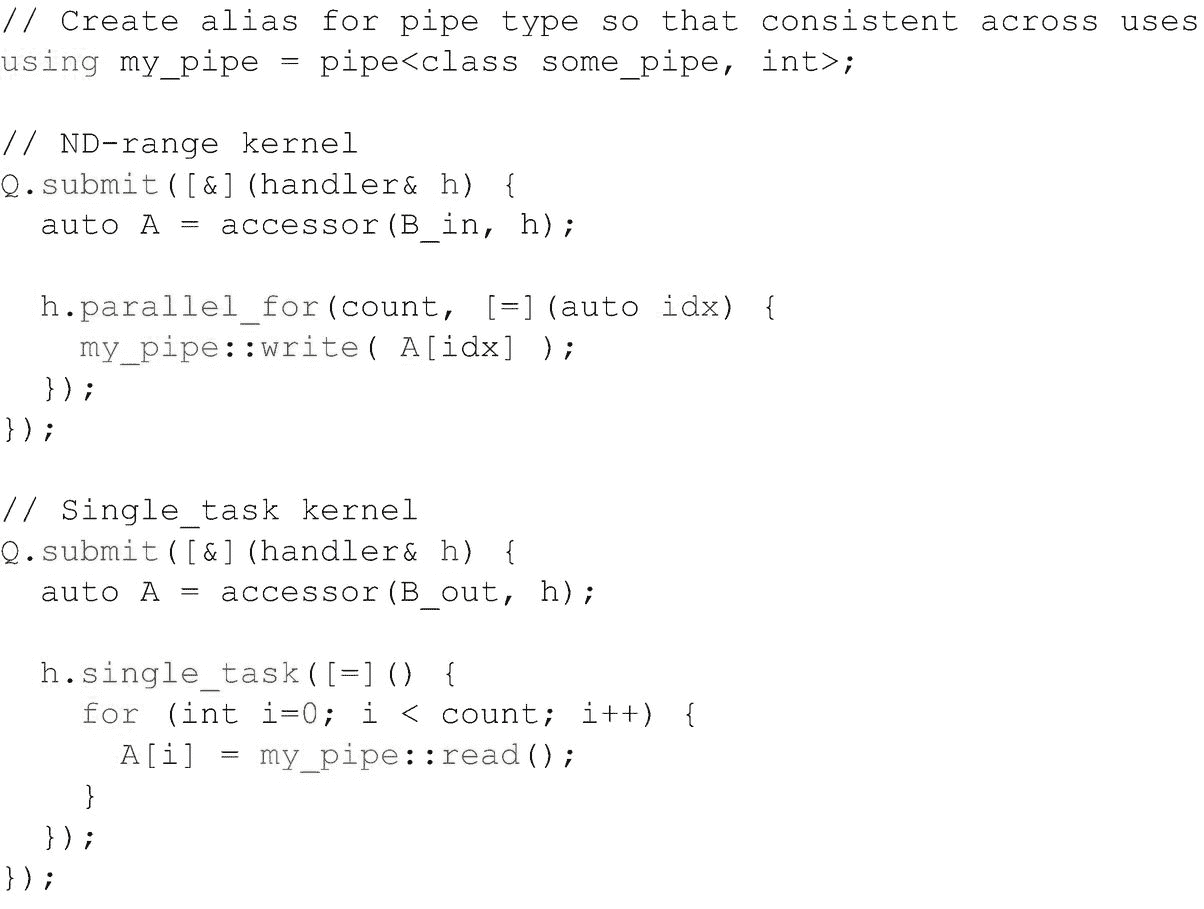 // Create alias for pipe type so that consistent across uses
using my_pipe = pipe<class some_pipe, int>;

// ND-range kernel
Q.submit([&](handler& h) {
  auto A = accessor(B_in, h);

  h.parallel_for(count, [=](auto idx) {
    my_pipe::write( A[idx] );
  });
});

// Single_task kernel
Q.submit([&](handler& h) {
  auto A = accessor(B_out, h);

  h.single_task([=]() {
    for (int i=0; i < count; i++) {
      A[i] = my_pipe::read();
    }
  });
});